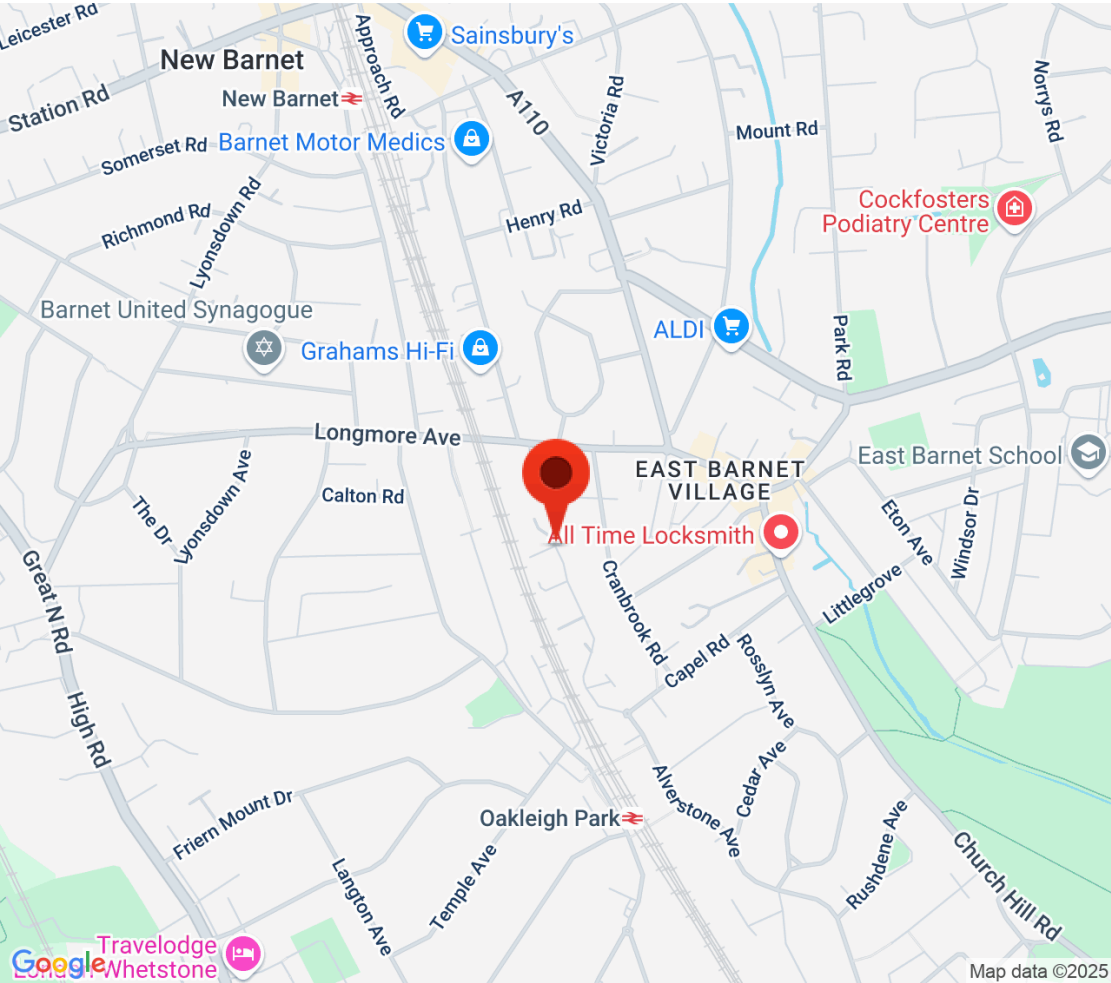 Leicester Rd
Approach Rd
Sainsbury's
New Barnet
New Barnet
Station Rd
A110
Victoria Rd
Norrys Rd
Mount Rd
Somerset Rd
Barnet Motor Medics
Lyonsdown Rd
Richmond Rd
Henry Rd
Cockfosters
Podiatry Centre
Barnet United Synagogue
Grahams Hi-Fi
ALDI
Park Rd
Longmore Ave
EAST BARNET
VILLAGE
East Barnet School
Lyonsdown Ave
The Dr
Calton Rd
All Time Locksmith
Eton Ave
Windsor Dr
Great N Rd
Cranbrook Rd
Littlegrove
Capel Rd
Rosslyn Ave
High Rd
Friern Mount Dr
Oakleigh Park
Alverstone Ave
Cedar Ave
Langton Ave
Temple Ave
Rushdene Ave
Church Hill Rd
Travelodge
London Whetstone
Google
Map data ©2025